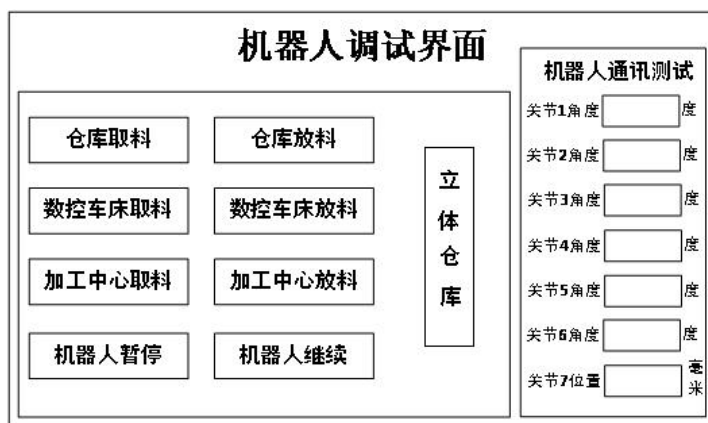 机器人调试界面
仓库取料
仓库放料
数控车床取料
数控车床放料
加工中心取料
加工中心放料
机器人暂停
机器人继续
立体仓库
机器人通讯测试
关节1角度 度
关节2角度 度
关节3角度 度
关节4角度 度
关节5角度 度
关节6角度 度
关节7位置 毫米